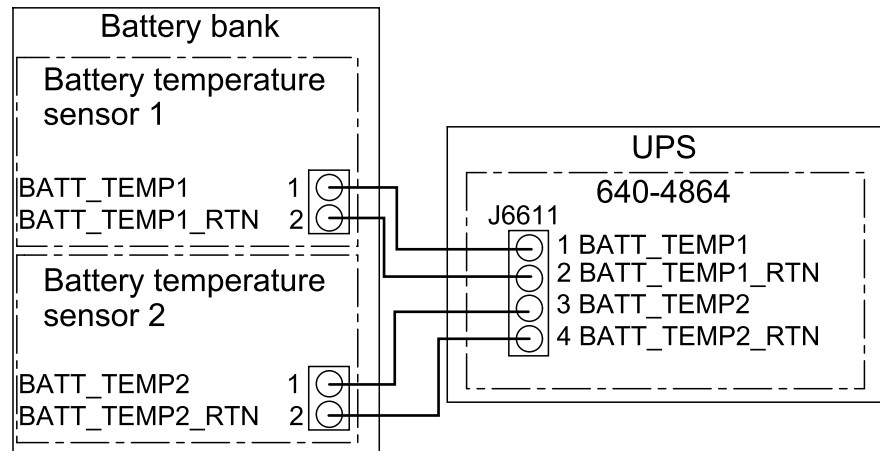 Battery bank
Battery temperature
sensor 1
BATT_TEMP1 1
BATT_TEMP1_RTN 2
Battery temperature
sensor 2
BATT_TEMP2 1
BATT_TEMP2_RTN 2
UPS
640-4864
J6611
1 BATT_TEMP1
2 BATT_TEMP1_RTN
3 BATT_TEMP2
4 BATT_TEMP2_RTN